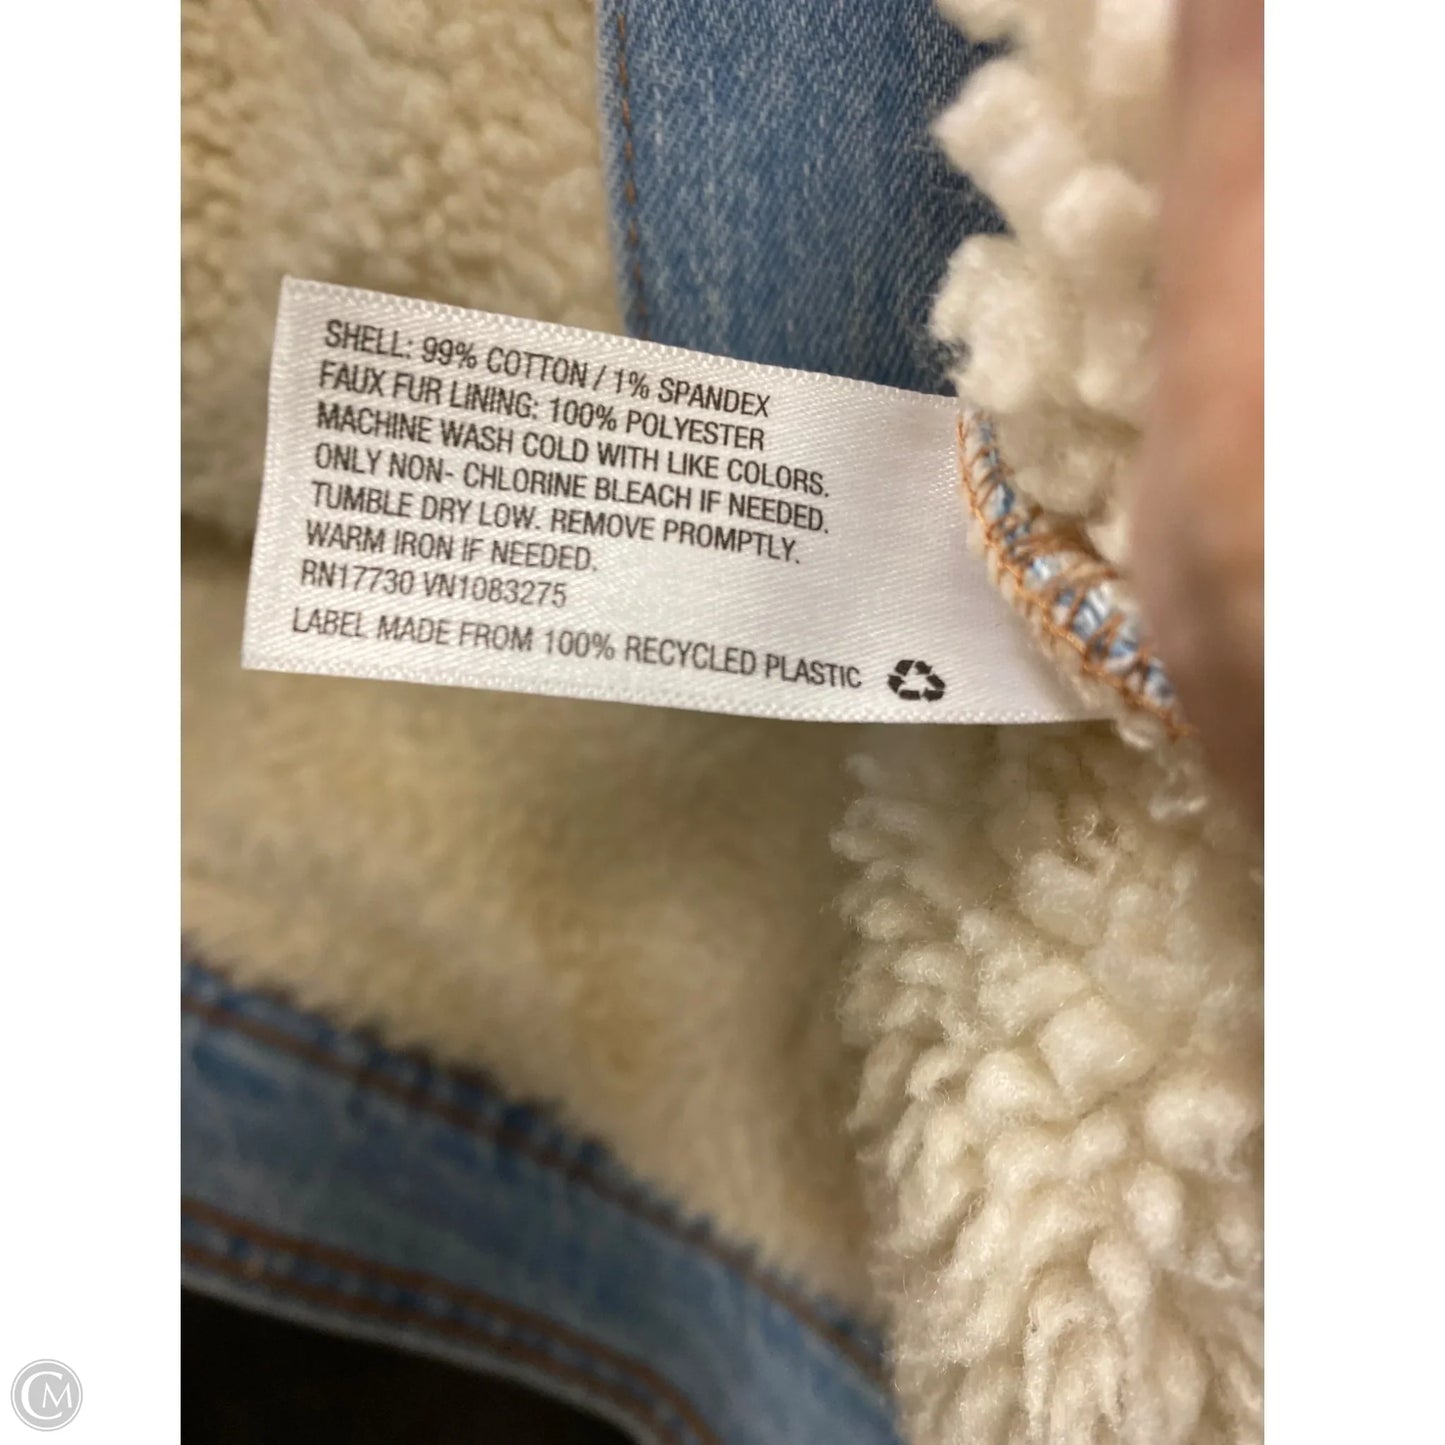 SHELL: 99% COTTON / 1% SPANDEX
FAUX FUR LINING: 100% POLYESTER
MACHINE WASH COLD WITH LIKE COLORS.
ONLY NON- CHLORINE BLEACH IF NEEDED.
TUMBLE DRY LOW. REMOVE PROMPTLY.
WARM IRON IF NEEDED.
RN17730 VN1083275
LABEL MADE FROM 100% RECYCLED PLASTIC
CM